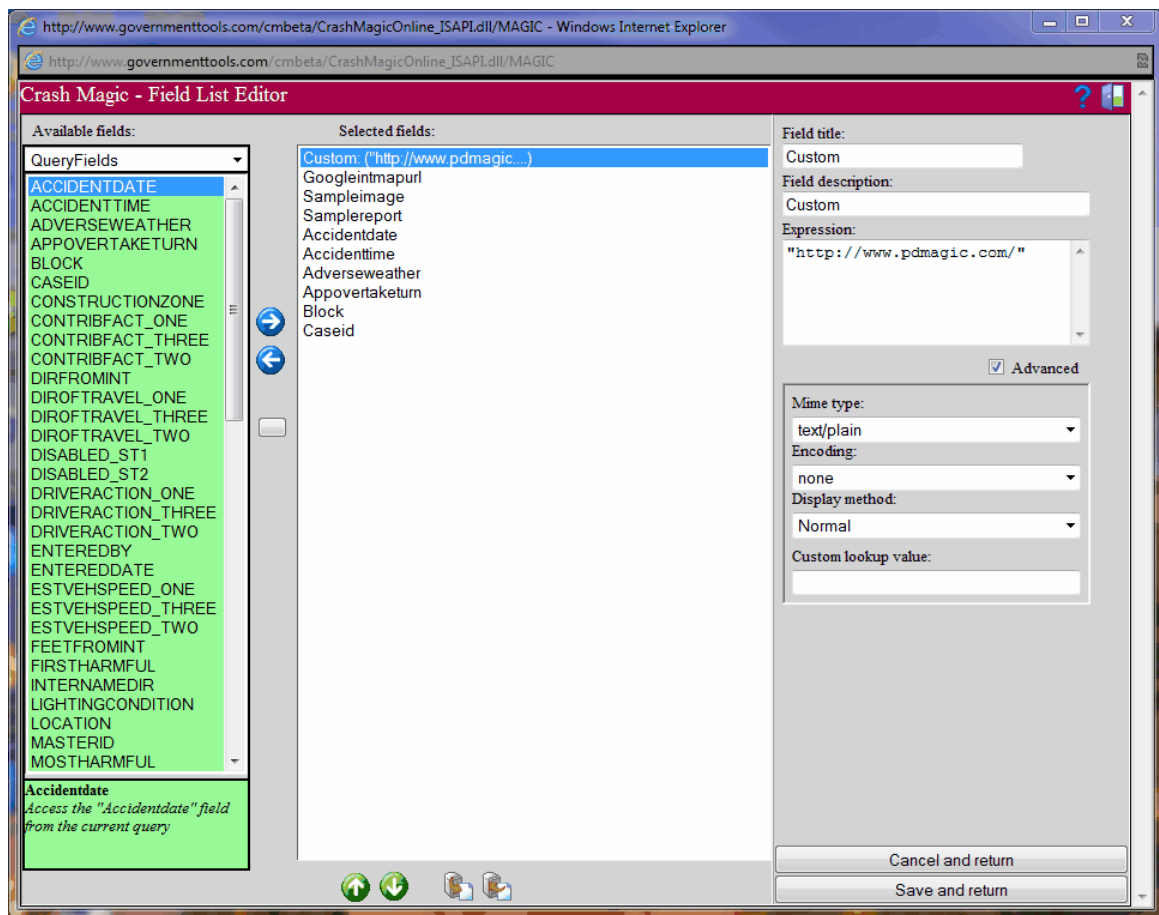 http://www.governmenttools.com/cmbeta/CrashMagicOnline_ISAPI.dll/MAGIC - Windows Internet Explorer
http://www.governmenttools.com/cmbeta/CrashMagicOnline_ISAPI.dll/MAGIC
Crash Magic - Field List Editor
Available fields:
QueryFields
ACCIDENTDATE
ACCIDENTTIME
ADVERSEWEATHER
APPOVERTAKETURN
BLOCK
CASEID
CONSTRUCTIONZONE
CONTRIBFACT_ONE
CONTRIBFACT_THREE
CONTRIBFACT_TWO
DIRFROMINT
DIROFTRAVEL_ONE
DIROFTRAVEL_THREE
DIROFTRAVEL_TWO
DISABLED_ST1
DISABLED_ST2
DRIVERACTION_ONE
DRIVERACTION_THREE
DRIVERACTION_TWO
ENTEREDBY
ENTEREDDATE
ESTVEHSPEED_ONE
ESTVEHSPEED_THREE
ESTVEHSPEED_TWO
FEETFROMINT
FIRSTHARMFUL
INTERNAMEDIR
LIGHTINGCONDITION
LOCATION
MASTERID
MOSTHARMFUL
Accidentdate
Access the "Accidentdate" field
from the current query
Selected fields:
Custom: ("http://www.pdmagic....)
Googleintmapurl
Sampleimage
Samplereport
Accidentdate
Accidenttime
Adverseweather
Appovertaketurn
Block
Caseid
Field title:
Custom
Field description:
Custom
Expression:
"http://www.pdmagic.com/"
Advanced
Mime type:
text/plain
Encoding:
none
Display method:
Normal
Custom lookup value:
Cancel and return
Save and return